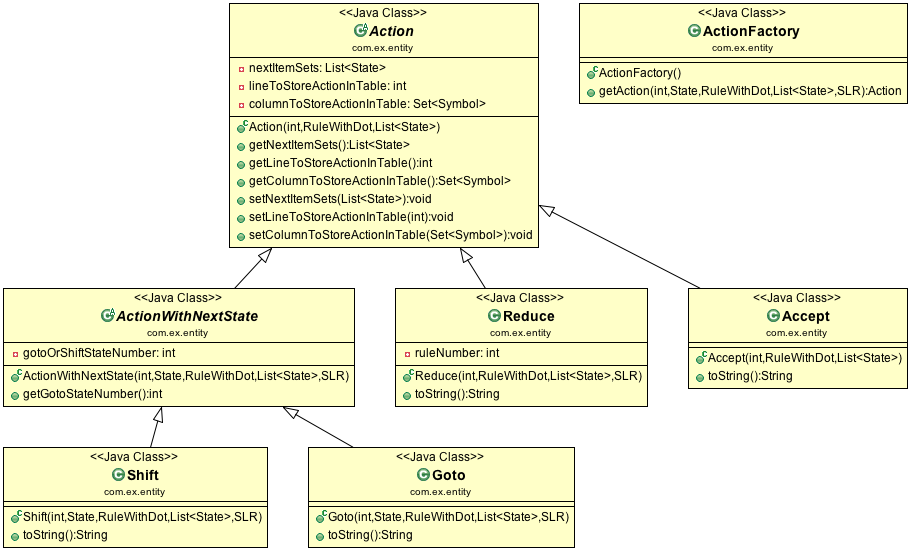 <<Java Class>>
Action
com.ex.entity
nextItemSets: List<State>
lineToStoreActionInTable: int
columnToStoreActionInTable: Set<Symbol>
Action(int,RuleWithDot,List<State>)
getNextItemSets():List<State>
getLineToStoreActionInTable():int
getColumnToStoreActionInTable():Set<Symbol>
setNextItemSets(List<State>):void
setLineToStoreActionInTable(int):void
setColumnToStoreActionInTable(Set<Symbol>):void
<<Java Class>>
ActionFactory
com.ex.entity
ActionFactory()
getAction(int,State,RuleWithDot,List<State>,SLR):Action
<<Java Class>>
ActionWithNextState
com.ex.entity
gotoOrShiftStateNumber: int
ActionWithNextState(int,State,RuleWithDot,List<State>,SLR)
getGotoStateNumber():int
<<Java Class>>
Reduce
com.ex.entity
ruleNumber: int
Reduce(int,RuleWithDot,List<State>,SLR)
toString():String
<<Java Class>>
Accept
com.ex.entity
Accept(int,RuleWithDot,List<State>)
toString():String
<<Java Class>>
Shift
com.ex.entity
Shift(int,State,RuleWithDot,List<State>,SLR)
toString():String
<<Java Class>>
Goto
com.ex.entity
Goto(int,State,RuleWithDot,List<State>,SLR)
toString():String